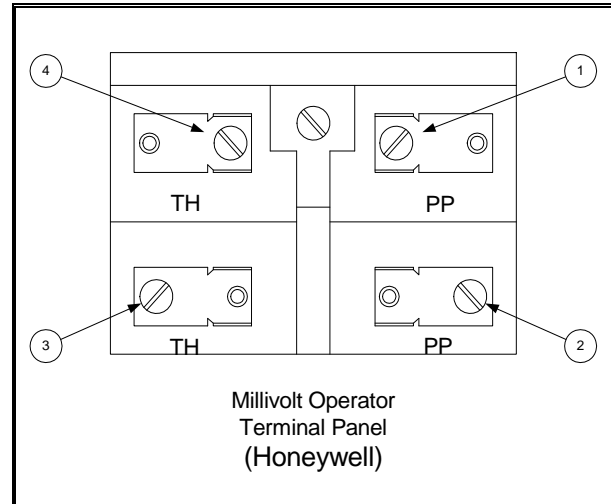 4
1
TH
PP
3
TH
PP
2
Millivolt Operator
Terminal Panel
(Honeywell)